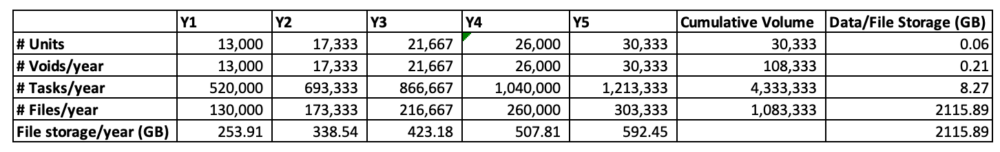 Y1 Y2 Y3 Y4 Y5 Cumulative Volume Data/File Storage (GB)
# Units 13,000 17,333 21,667 26,000 30,333 30,333 0.06
# Voids/year 13,000 17,333 21,667 26,000 30,333 108,333 0.21
# Tasks/year 520,000 693,333 866,667 1,040,000 1,213,333 4,333,333 8.27
# Files/year 130,000 173,333 216,667 260,000 303,333 1,083,333 2115.89
File storage/year (GB) 253.91 338.54 423.18 507.81 592.45 2115.89